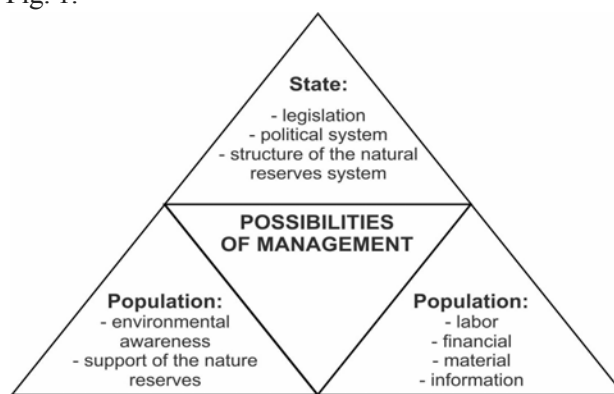 Fig. 1.
State:
- legislation
- political system
- structure of the natural
reserves system
POSSIBILITIES
OF MANAGEMENT
Population:
- environmental
awareness
- support of the nature
reserves
Population:
- labor
- financial
- material
- information